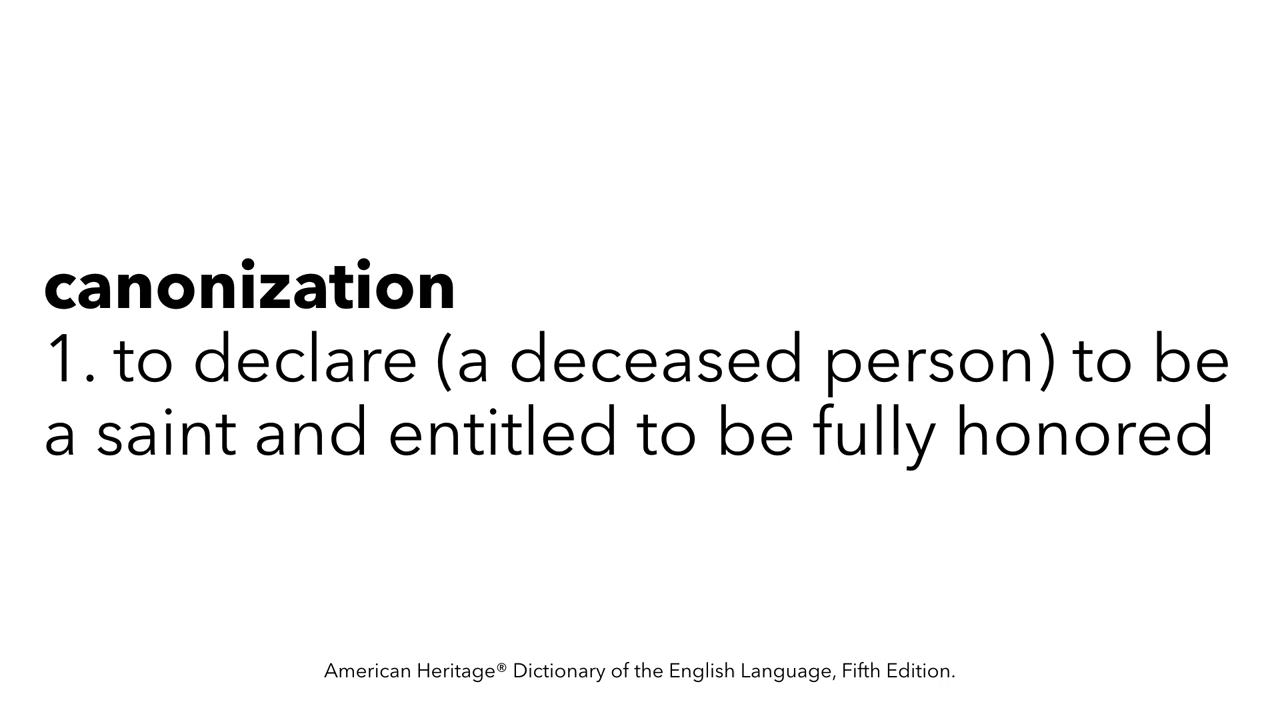 canonization
1. to declare (a deceased person) to be
a saint and entitled to be fully honored
American Heritage® Dictionary of the English Language, Fifth Edition.